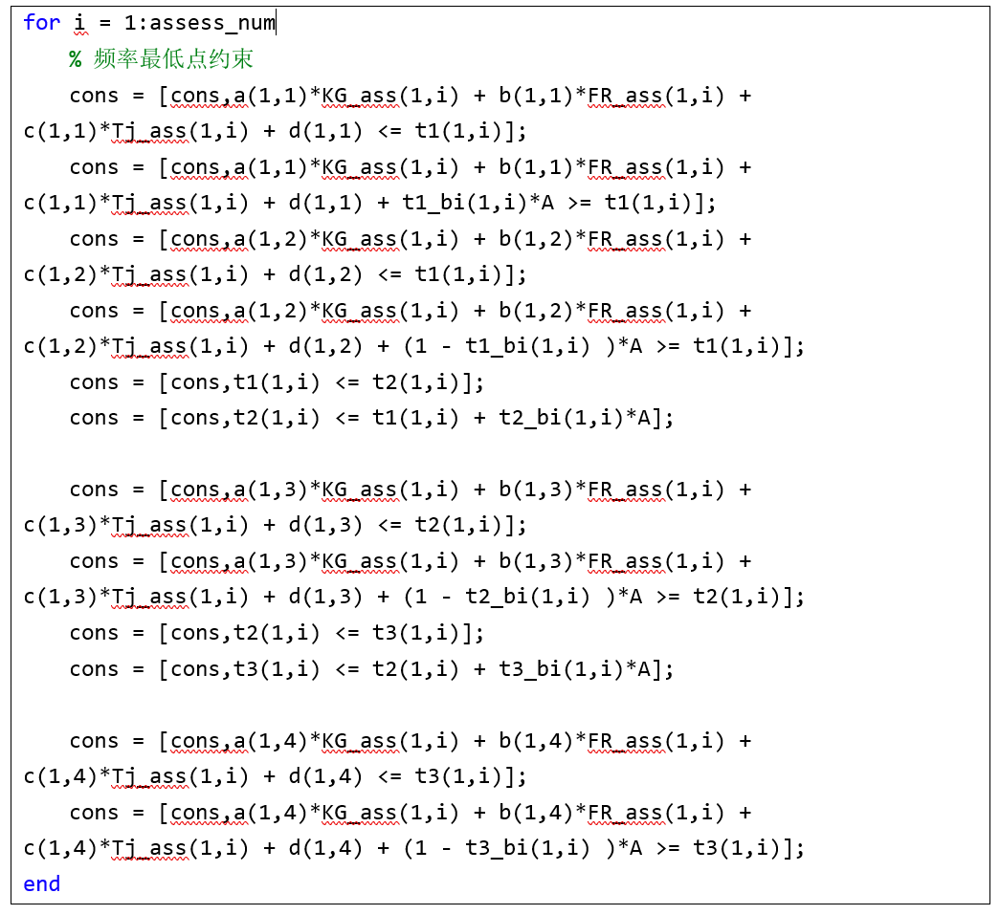 for i = 1:assess_num
% 频率最低点约束
cons = [cons,a(1,1)*KG_ass(1,i) + b(1,1)*FR_ass(1,i) +
c(1,1)*Tj_ass(1,i) + d(1,1) <= t1(1,i)];
cons = [cons,a(1,1)*KG_ass(1,i) + b(1,1)*FR_ass(1,i) +
c(1,1)*Tj_ass(1,i) + d(1,1) + t1_bi(1,i)*A >= t1(1,i)];
cons = [cons,a(1,2)*KG_ass(1,i) + b(1,2)*FR_ass(1,i) +
c(1,2)*Tj_ass(1,i) + d(1,2) <= t1(1,i)];
cons = [cons,a(1,2)*KG_ass(1,i) + b(1,2)*FR_ass(1,i) +
c(1,2)*Tj_ass(1,i) + d(1,2) + (1 - t1_bi(1,i) )*A >= t1(1,i)];
cons = [cons,t1(1,i) <= t2(1,i)];
cons = [cons,t2(1,i) <= t1(1,i) + t2_bi(1,i)*A];
cons = [cons,a(1,3)*KG_ass(1,i) + b(1,3)*FR_ass(1,i) +
c(1,3)*Tj_ass(1,i) + d(1,3) <= t2(1,i)];
cons = [cons,a(1,3)*KG_ass(1,i) + b(1,3)*FR_ass(1,i) +
c(1,3)*Tj_ass(1,i) + d(1,3) + (1 - t2_bi(1,i) )*A >= t2(1,i)];
cons = [cons,t2(1,i) <= t3(1,i)];
cons = [cons,t3(1,i) <= t2(1,i) + t3_bi(1,i)*A];
cons = [cons,a(1,4)*KG_ass(1,i) + b(1,4)*FR_ass(1,i) +
c(1,4)*Tj_ass(1,i) + d(1,4) <= t3(1,i)];
cons = [cons,a(1,4)*KG_ass(1,i) + b(1,4)*FR_ass(1,i) +
c(1,4)*Tj_ass(1,i) + d(1,4) + (1 - t3_bi(1,i) )*A >= t3(1,i)];
end